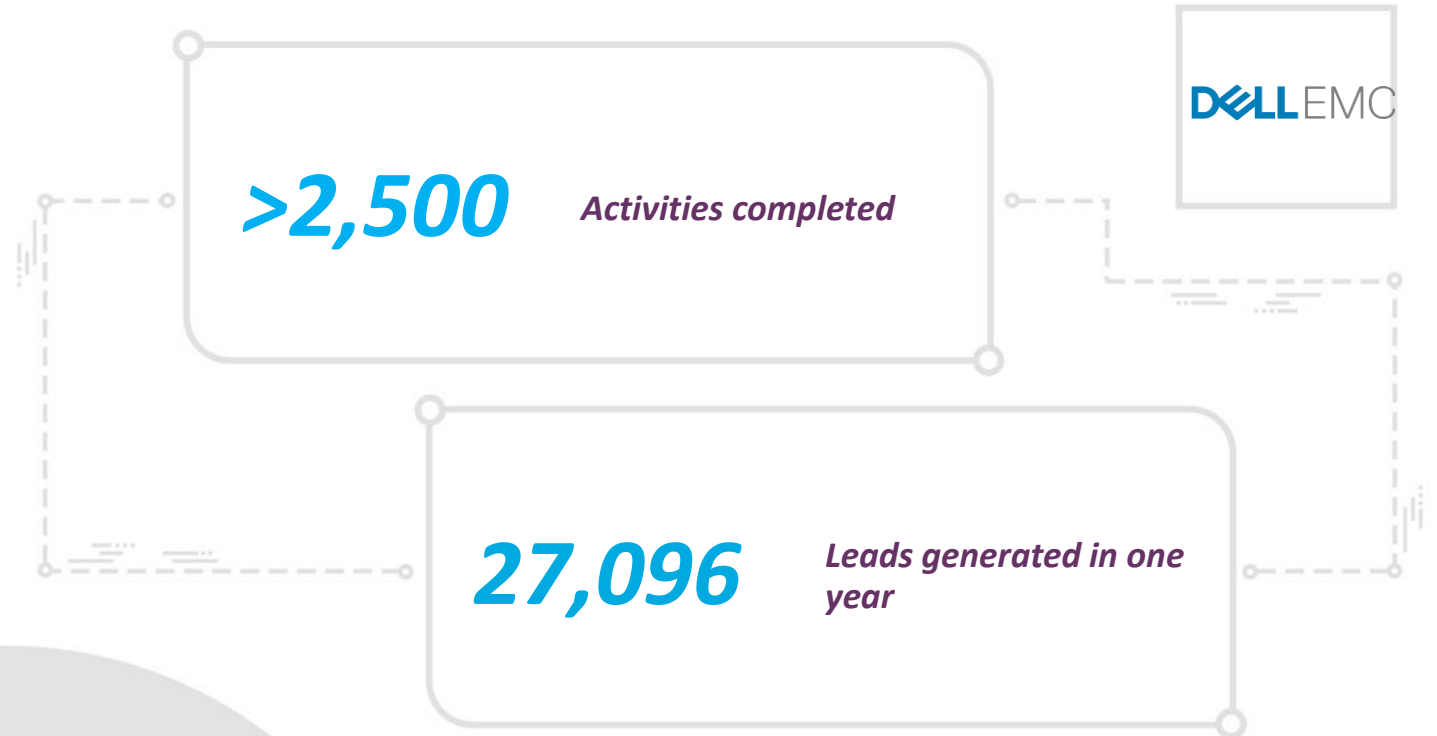 DELLEMC
>2,500
Activities completed
27,096
Leads generated in one
year